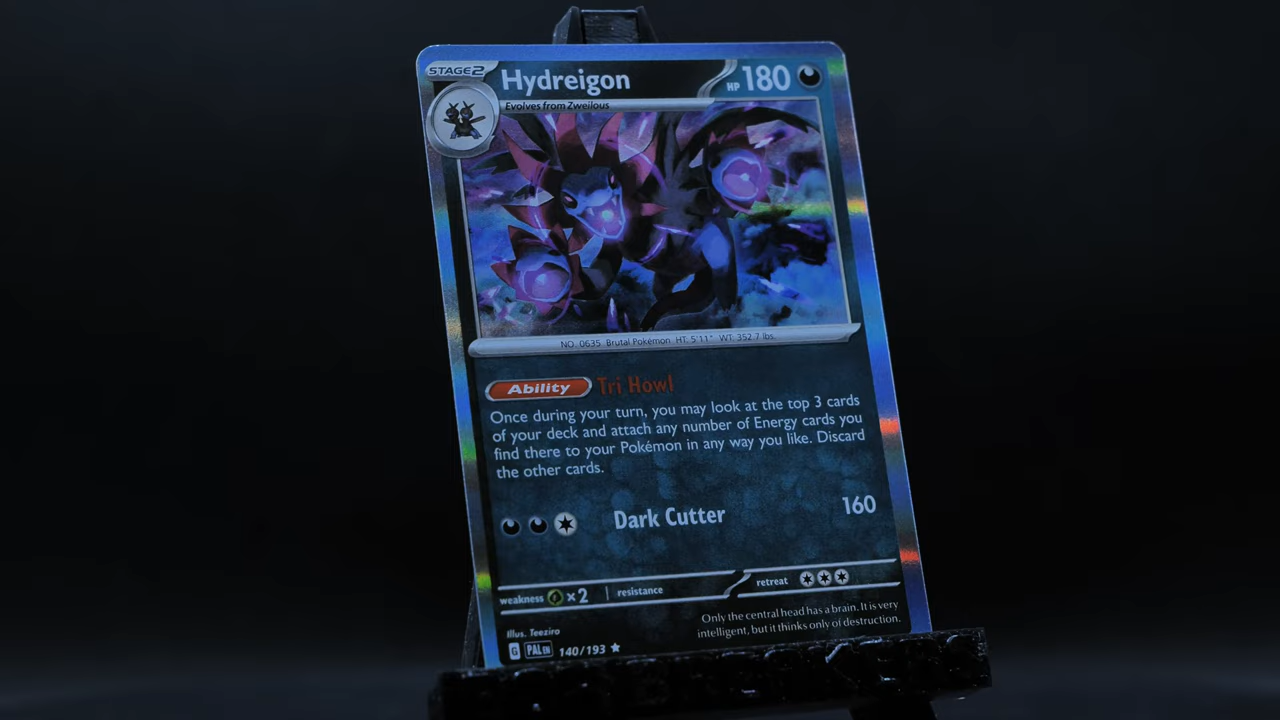 STAGE2
Hydreigon
HP 180
Evolves from Zweilous
NO. 0635 Brutal Pokémon HT: 5'11" WT: 352.7 lbs.
Ability Tri Howl
Once during your turn, you may look at the top 3 cards
of your deck and attach any number of Energy cards you
find there to your Pokémon in any way you like. Discard
the other cards.
Dark Cutter 160
weakness ×2 resistance retreat
Only the central head has a brain. It is very
intelligent, but it thinks only of destruction.
Illus. Teeziro
G PAL EN 140/193